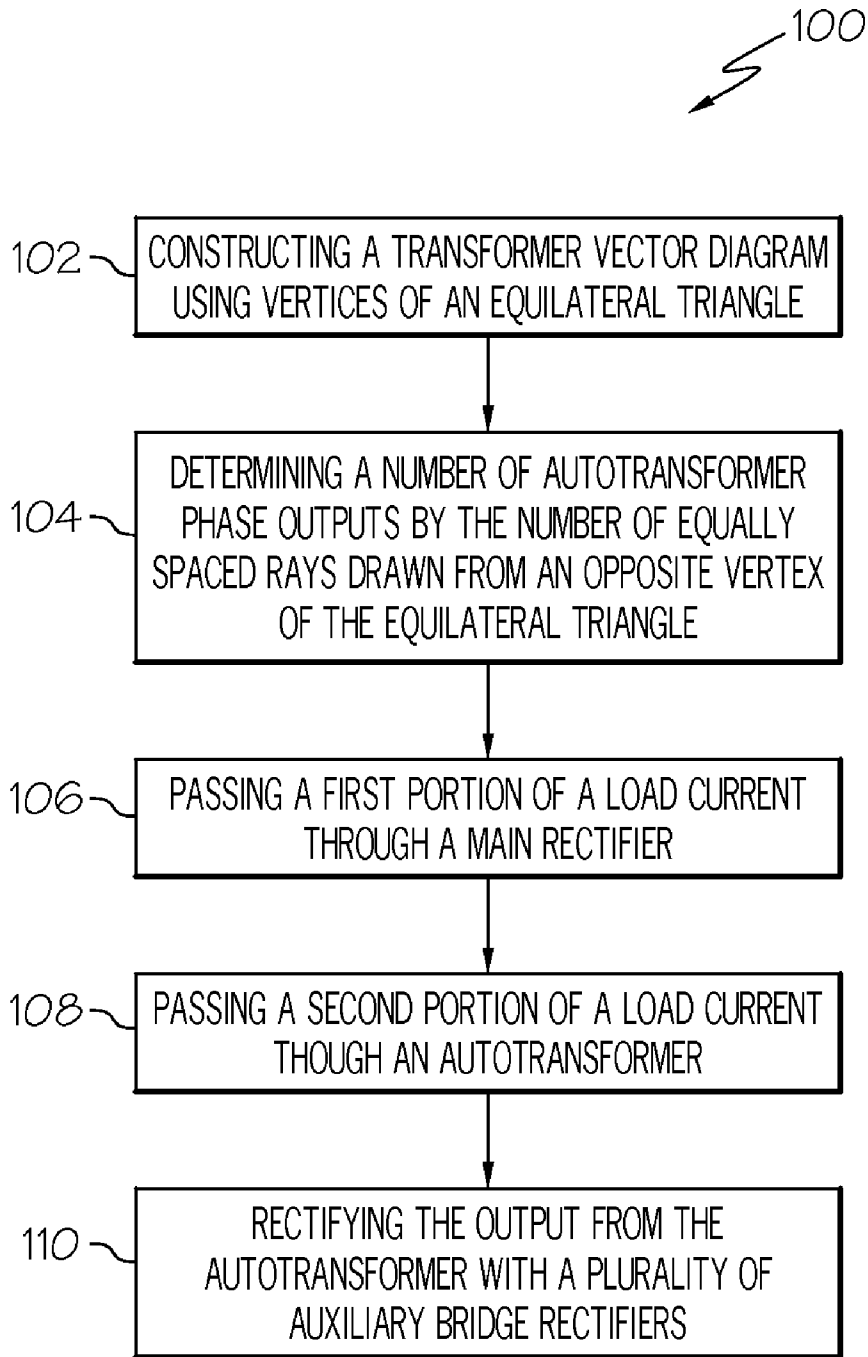 100
102
CONSTRUCTING A TRANSFORMER VECTOR DIAGRAM
USING VERTICES OF AN EQUILATERAL TRIANGLE
104
DETERMINING A NUMBER OF AUTOTRANSFORMER
PHASE OUTPUTS BY THE NUMBER OF EQUALLY
SPACED RAYS DRAWN FROM AN OPPOSITE VERTEX
OF THE EQUILATERAL TRIANGLE
106
PASSING A FIRST PORTION OF A LOAD CURRENT
THROUGH A MAIN RECTIFIER
108
PASSING A SECOND PORTION OF A LOAD CURRENT
THOUGH AN AUTOTRANSFORMER
110
RECTIFYING THE OUTPUT FROM THE
AUTOTRANSFORMER WITH A PLURALITY OF
AUXILIARY BRIDGE RECTIFIERS